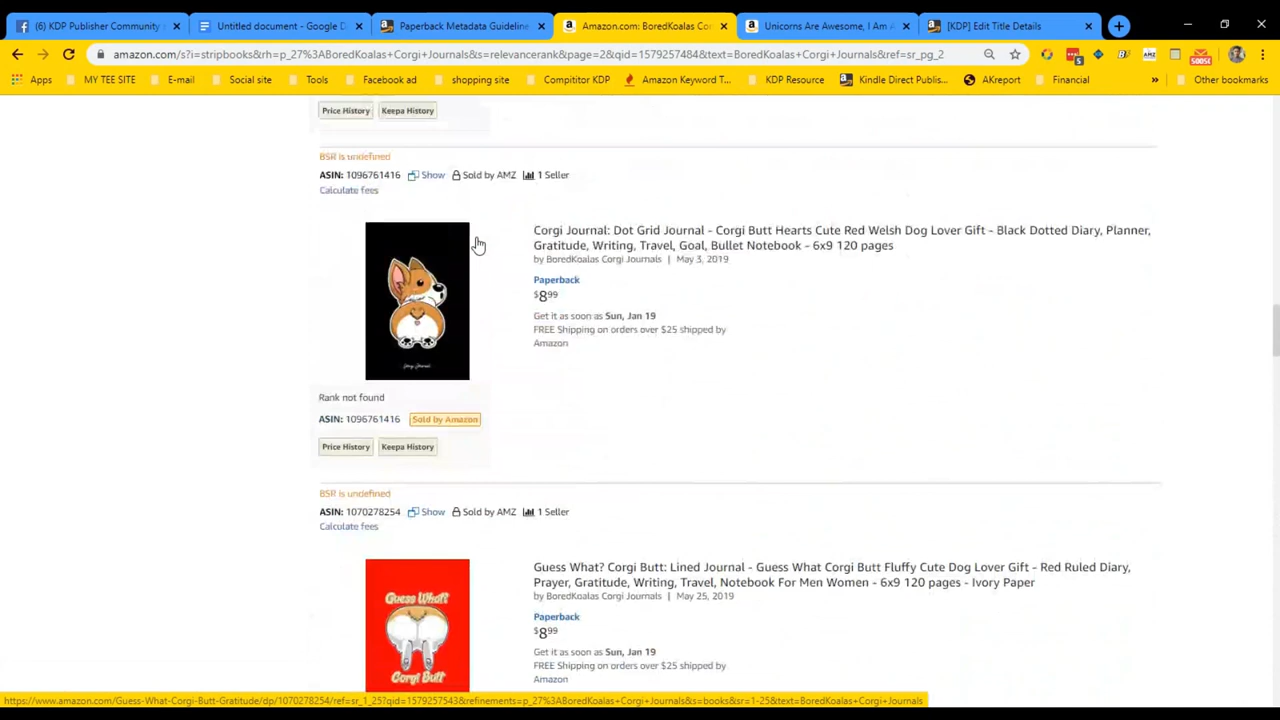 (6) KDP Publisher Community
Untitled document - Google D
Paperback Metadata Guideline
Amazon.com: BoredKoalas Co
Unicorns Are Awesome, I Am A
[KDP] Edit Title Details
amazon.com/s?i=stripbooks&rh=p_27%3ABoredKoalas+Corgi+Journals&s=relevancerank&page=2&qid=1579257484&text=BoredKoalas+Corgi+Journals&ref=sr_pg_2
Apps
MY TEE SITE
E-mail
Social site
Tools
Facebook ad
shopping site
Compititor KDP
Amazon Keyword T...
KDP Resource
Kindle Direct Publis...
AKreport
Financial
»
Other bookmarks
Price History
Keepa History
BSR is undefined
ASIN: 1096761416 Show Sold by AMZ 1 Seller
Calculate fees
Corgi Journal: Dot Grid Journal - Corgi Butt Hearts Cute Red Welsh Dog Lover Gift - Black Dotted Diary, Planner,
Gratitude, Writing, Travel, Goal, Bullet Notebook - 6x9 120 pages
by BoredKoalas Corgi Journals | May 3, 2019
Paperback
$8.99
Get it as soon as Sun, Jan 19
FREE Shipping on orders over $25 shipped by
Amazon
Corgi Journal
Rank not found
ASIN: 1096761416 Sold by Amazon
Price History
Keepa History
BSR is undefined
ASIN: 1070278254 Show Sold by AMZ 1 Seller
Calculate fees
Guess What?
Corgi Butt
Guess What? Corgi Butt: Lined Journal - Guess What Corgi Butt Fluffy Cute Dog Lover Gift - Red Ruled Diary,
Prayer, Gratitude, Writing, Travel, Notebook For Men Women - 6x9 120 pages - Ivory Paper
by BoredKoalas Corgi Journals | May 25, 2019
Paperback
$8.99
Get it as soon as Sun, Jan 19
FREE Shipping on orders over $25 shipped by
Amazon
https://www.amazon.com/Guess-What-Corgi-Butt-Gratitude/dp/1070278254/ref=sr_1_25?qid=1579257543&refinements=p_27%3ABoredKoalas+Corgi+Journals&s=books&sr=1-25&text=BoredKoalas+Corgi+Journals